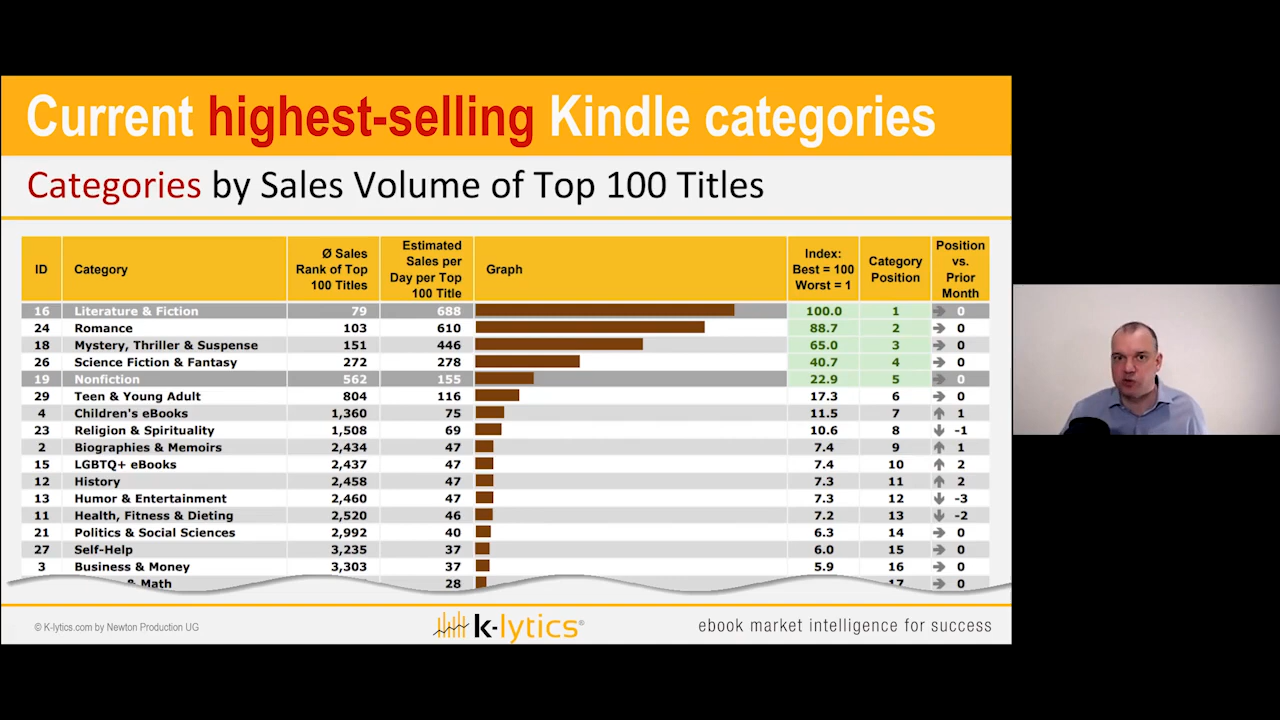 Current highest-selling Kindle categories
Categories by Sales Volume of Top 100 Titles
ID Category Ø Sales Rank of Top 100 Titles Estimated Sales per Day per Top 100 Title Graph Index: Best = 100 Worst = 1 Category Position Position vs. Prior Month
16 Literature & Fiction 79 688 100.0 1 0
24 Romance 103 610 88.7 2 0
18 Mystery, Thriller & Suspense 151 446 65.0 3 0
26 Science Fiction & Fantasy 272 278 40.7 4 0
19 Nonfiction 562 155 22.9 5 0
29 Teen & Young Adult 804 116 17.3 6 0
4 Children's eBooks 1,360 75 11.5 7 1
23 Religion & Spirituality 1,508 69 10.6 8 -1
2 Biographies & Memoirs 2,434 47 7.4 9 1
15 LGBTQ+ eBooks 2,437 47 7.4 10 2
12 History 2,458 47 7.3 11 2
13 Humor & Entertainment 2,460 47 7.3 12 -3
11 Health, Fitness & Dieting 2,520 46 7.2 13 -2
21 Politics & Social Sciences 2,992 40 6.3 14 0
27 Self-Help 3,235 37 6.0 15 0
3 Business & Money 3,303 37 5.9 16 0
& Math 28 17 0
© K-lytics.com by Newton Production UG
k-lytics®
ebook market intelligence for success